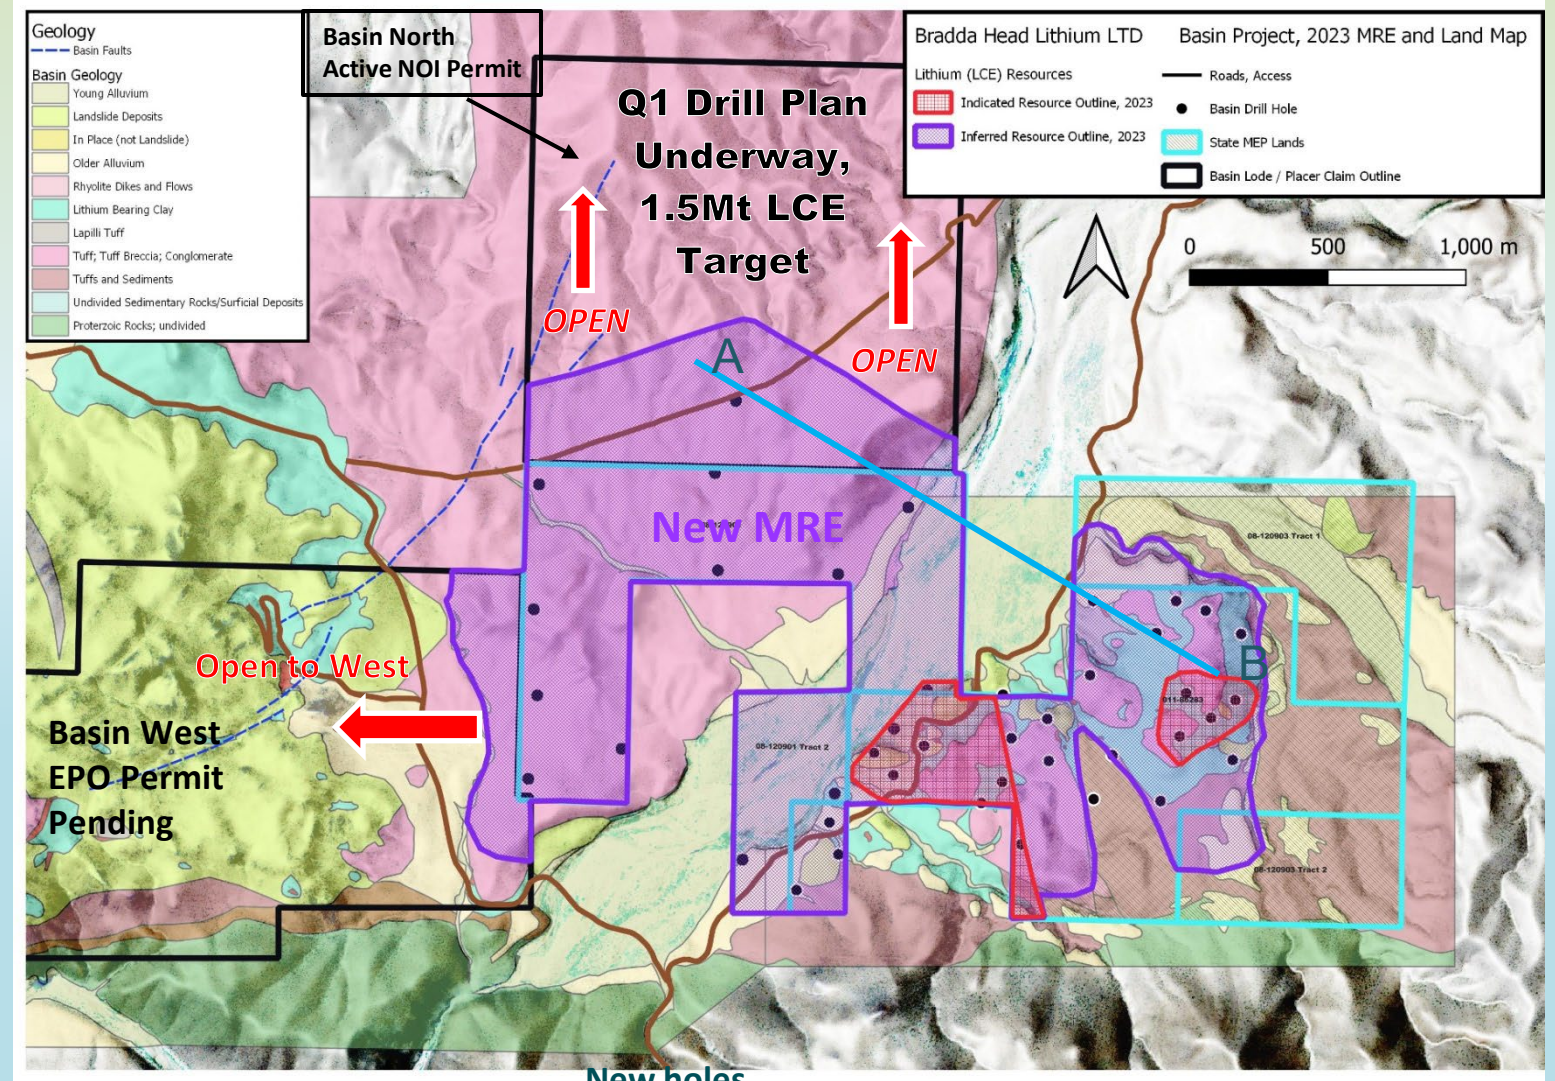 Geology
Basin Faults
Basin Geology
Young Alluvium
Landslide Deposits
In Place (not Landslide)
Older Alluvium
Rhyolite Dikes and Flows
Lithium Bearing Clay
Lapilli Tuff
Tuff; Tuff Breccia; Conglomerate
Tuffs and Sediments
Undivided Sedimentary Rocks/Surficial Deposits
Proterzoic Rocks; undivided
Basin North
Active NOI Permit
Q1 Drill Plan
Underway,
1.5Mt LCE
Target
Bradda Head Lithium LTD
Basin Project, 2023 MRE and Land Map
Lithium (LCE) Resources
Indicated Resource Outline, 2023
Inferred Resource Outline, 2023
Roads, Access
Basin Drill Hole
State MEP Lands
Basin Lode / Placer Claim Outline
0 500 1,000 m
OPEN
OPEN
A
New MRE
08-120903 Tract 1
Open to West
B
Basin West
EPO Permit
Pending
08-120901 Tract 2
08-120903 Tract 2
New holes